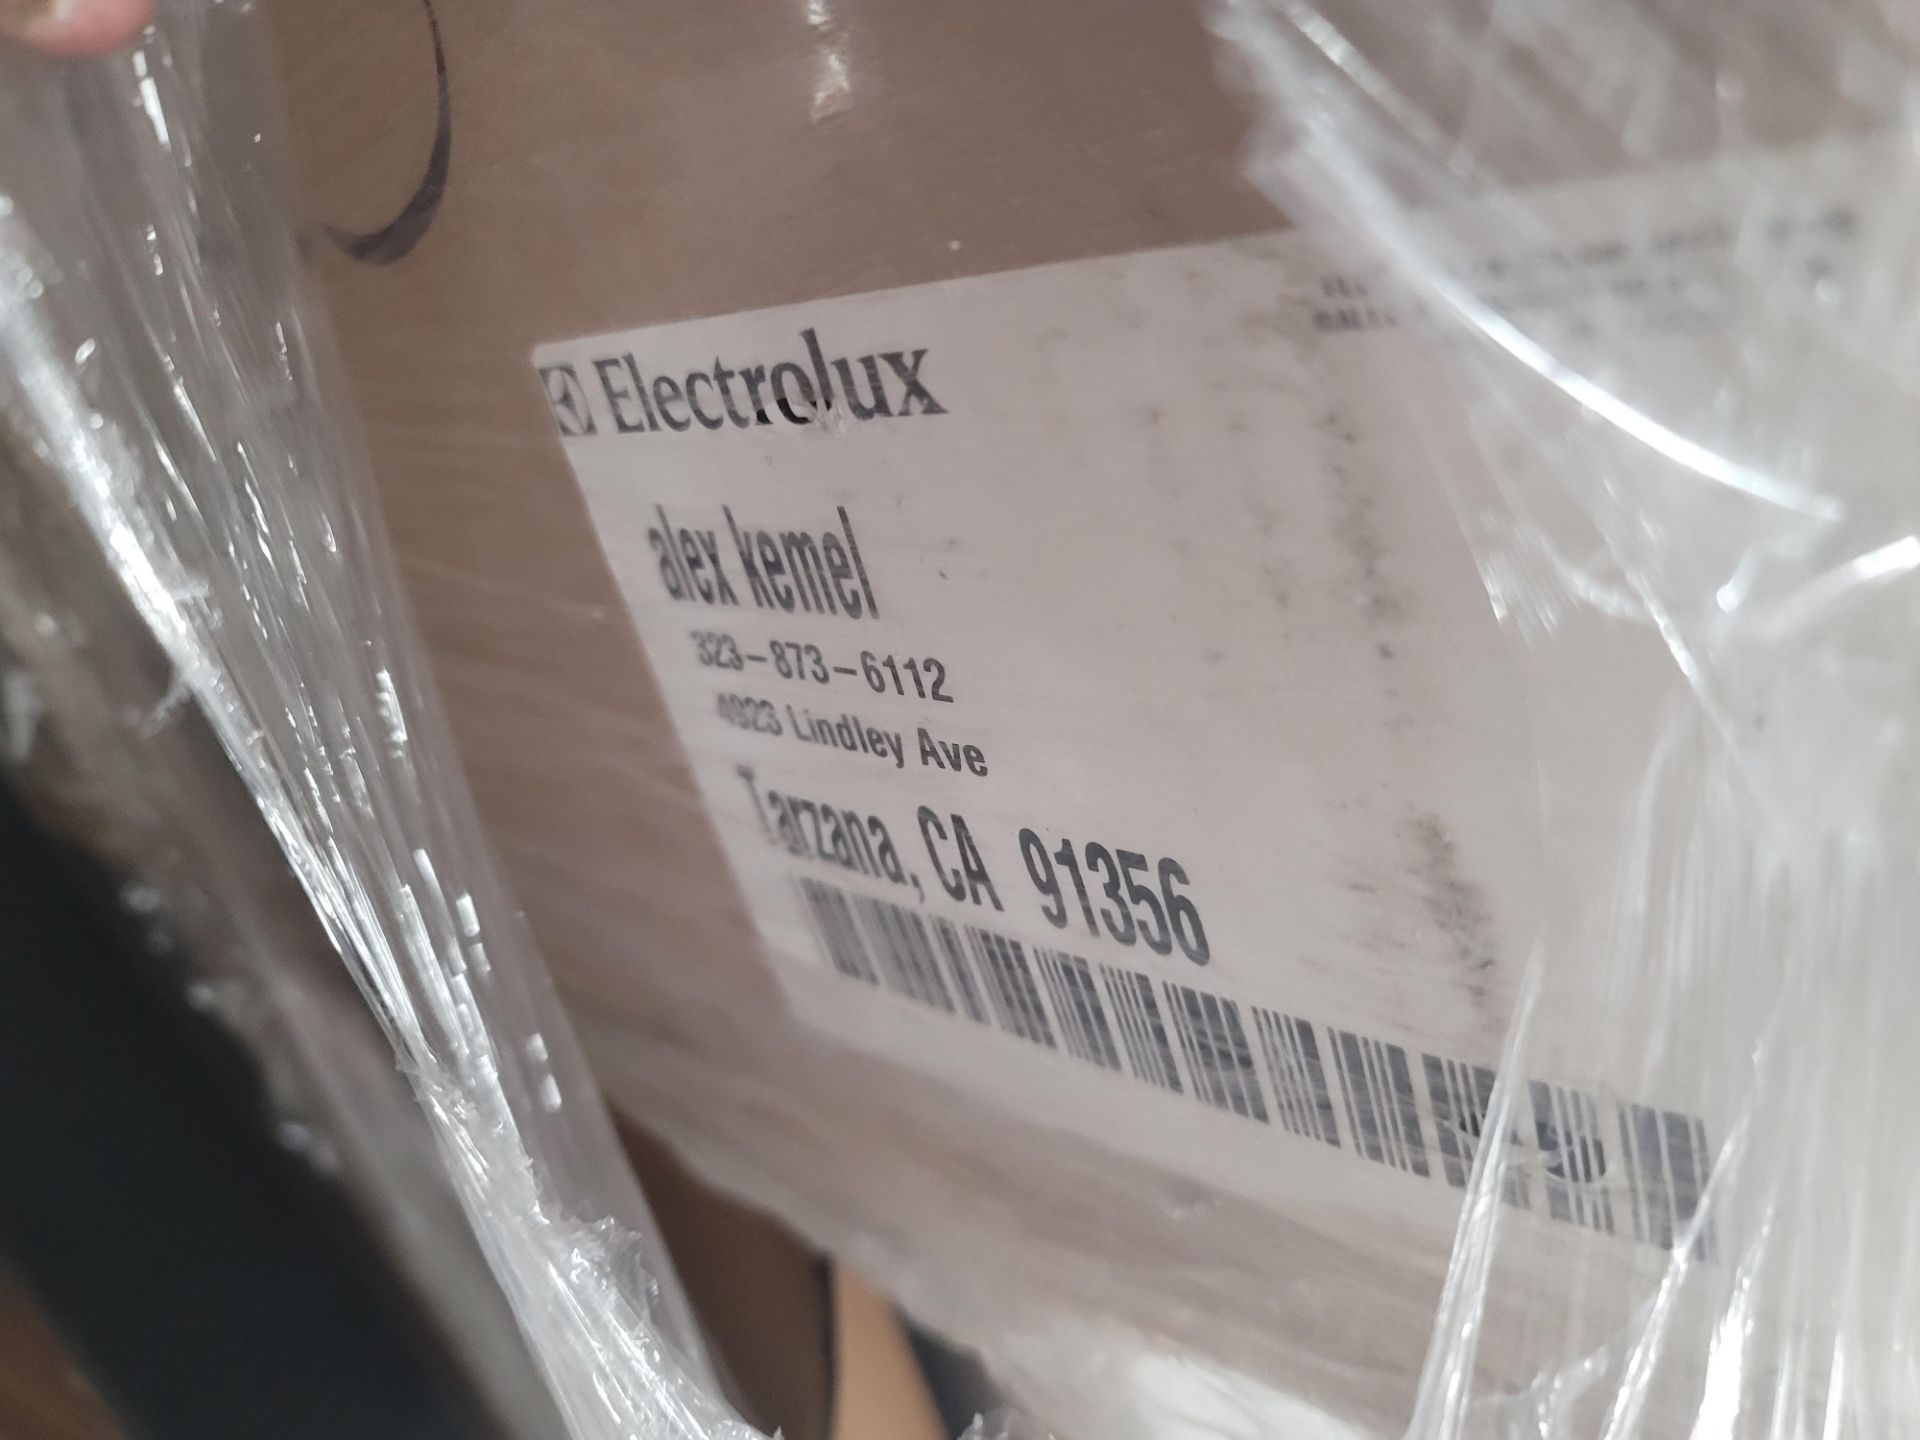 Electrolux
alex kemel
323-873-6112
4923 Lindley Ave
Tarzana, CA 91356